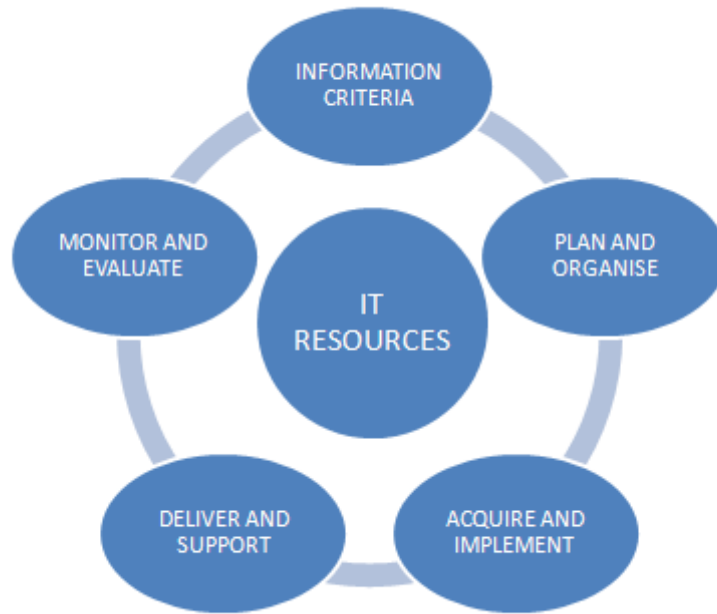 INFORMATION
CRITERIA
MONITOR AND
EVALUATE
PLAN AND
ORGANISE
IT
RESOURCES
DELIVER AND
SUPPORT
ACQUIRE AND
IMPLEMENT